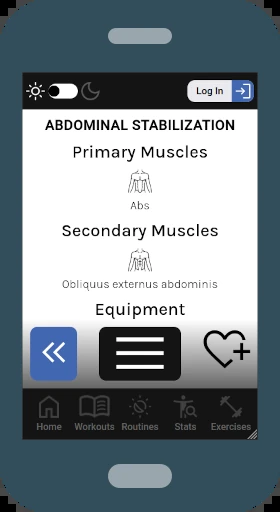 Log In
ABDOMINAL STABILIZATION
Primary Muscles
Abs
Secondary Muscles
Obliquus externus abdominis
Equipment
Home Workouts Routines Stats Exercises